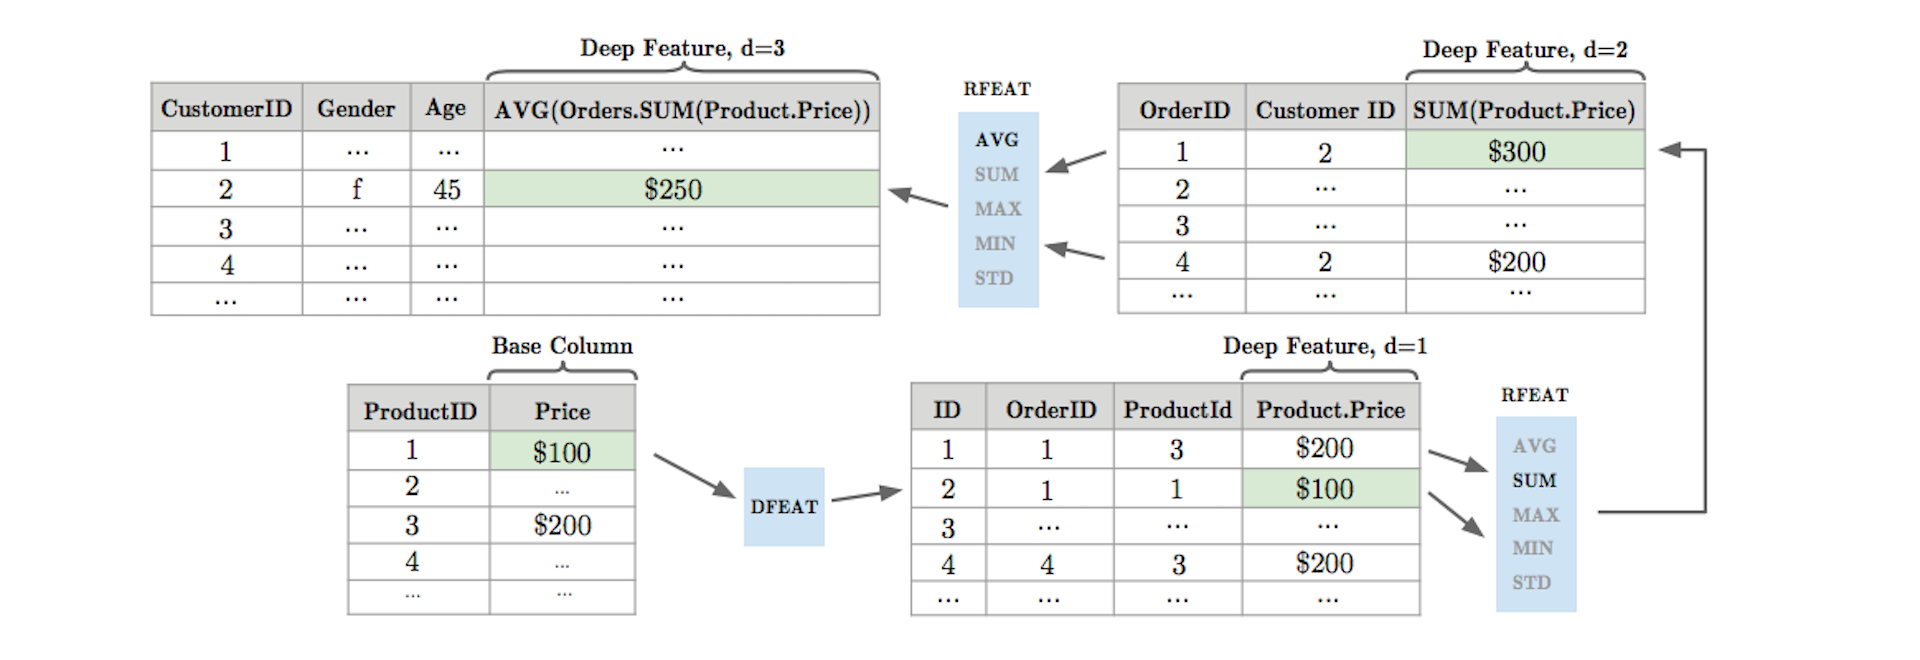 Deep Feature, d=3
CustomerID Gender Age AVG(Orders.SUM(Product.Price))
1 ... ... ...
2 f 45 $250
3 ... ... ...
4 ... ... ...
... ... ... ...
RFEAT
AVG
SUM
MAX
MIN
STD
Deep Feature, d=2
OrderID Customer ID SUM(Product.Price)
1 2 $300
2 ... ...
3 ... ...
4 2 $200
... ... ...
Base Column
ProductID Price
1 $100
2 ...
3 $200
4 ...
... ...
DFEAT
Deep Feature, d=1
ID OrderID ProductId Product.Price
1 1 3 $200
2 1 1 $100
3 ... ... ...
4 4 3 $200
... ... ... ...
RFEAT
AVG
SUM
MAX
MIN
STD